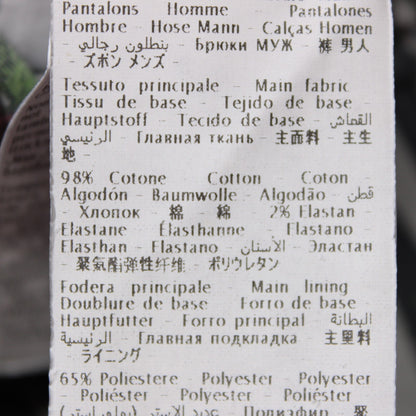 Pantalons Homme - Pantalones
Hombre - Hose Mann - Calças Homen
- بنطلون رجالي - Брюки МУЖ - 裤 男人
- ズボン メンズ -
Tessuto principale - Main fabric
Tissu de base - Tejido de base -
Hauptstoff - Tecido de base - القماش
الرئيسي - Главная ткань - 主面料 - 主生
地 -
98% Cotone - Cotton - Coton -
Algodón - Baumwolle - Algodão - قطن
- Хлопок - 棉 - 綿 2% Elastan -
Elastane - Élasthanne - Elastano -
Elasthan - Elastano - الأستان - Эластан
- 聚氨酯弹性纤维 - ポリウレタン
Fodera principale - Main lining -
Doublure de base - Forro de base -
Hauptfutter - Forro principal - البطانة
الرئيسية - Главная подкладка - 主里料
- ライニング
65% Poliestere - Polyester - Polyester
- Poliéster - Polyester - Poliéster